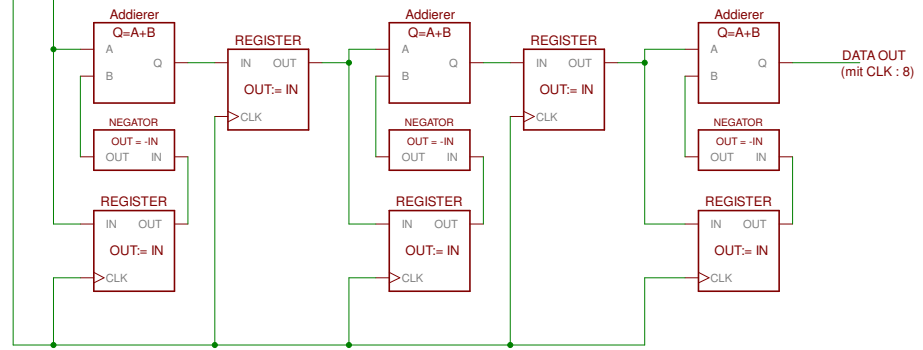 Addierer
Q=A+B
A
B
Q
NEGATOR
OUT = -IN
OUT IN
REGISTER
IN OUT
OUT:= IN
CLK
REGISTER
IN OUT
OUT:= IN
CLK
Addierer
Q=A+B
A
B
Q
NEGATOR
OUT = -IN
OUT IN
REGISTER
IN OUT
OUT:= IN
CLK
REGISTER
IN OUT
OUT:= IN
CLK
Addierer
Q=A+B
A
B
Q
NEGATOR
OUT = -IN
OUT IN
REGISTER
IN OUT
OUT:= IN
CLK
DATA OUT
(mit CLK : 8)